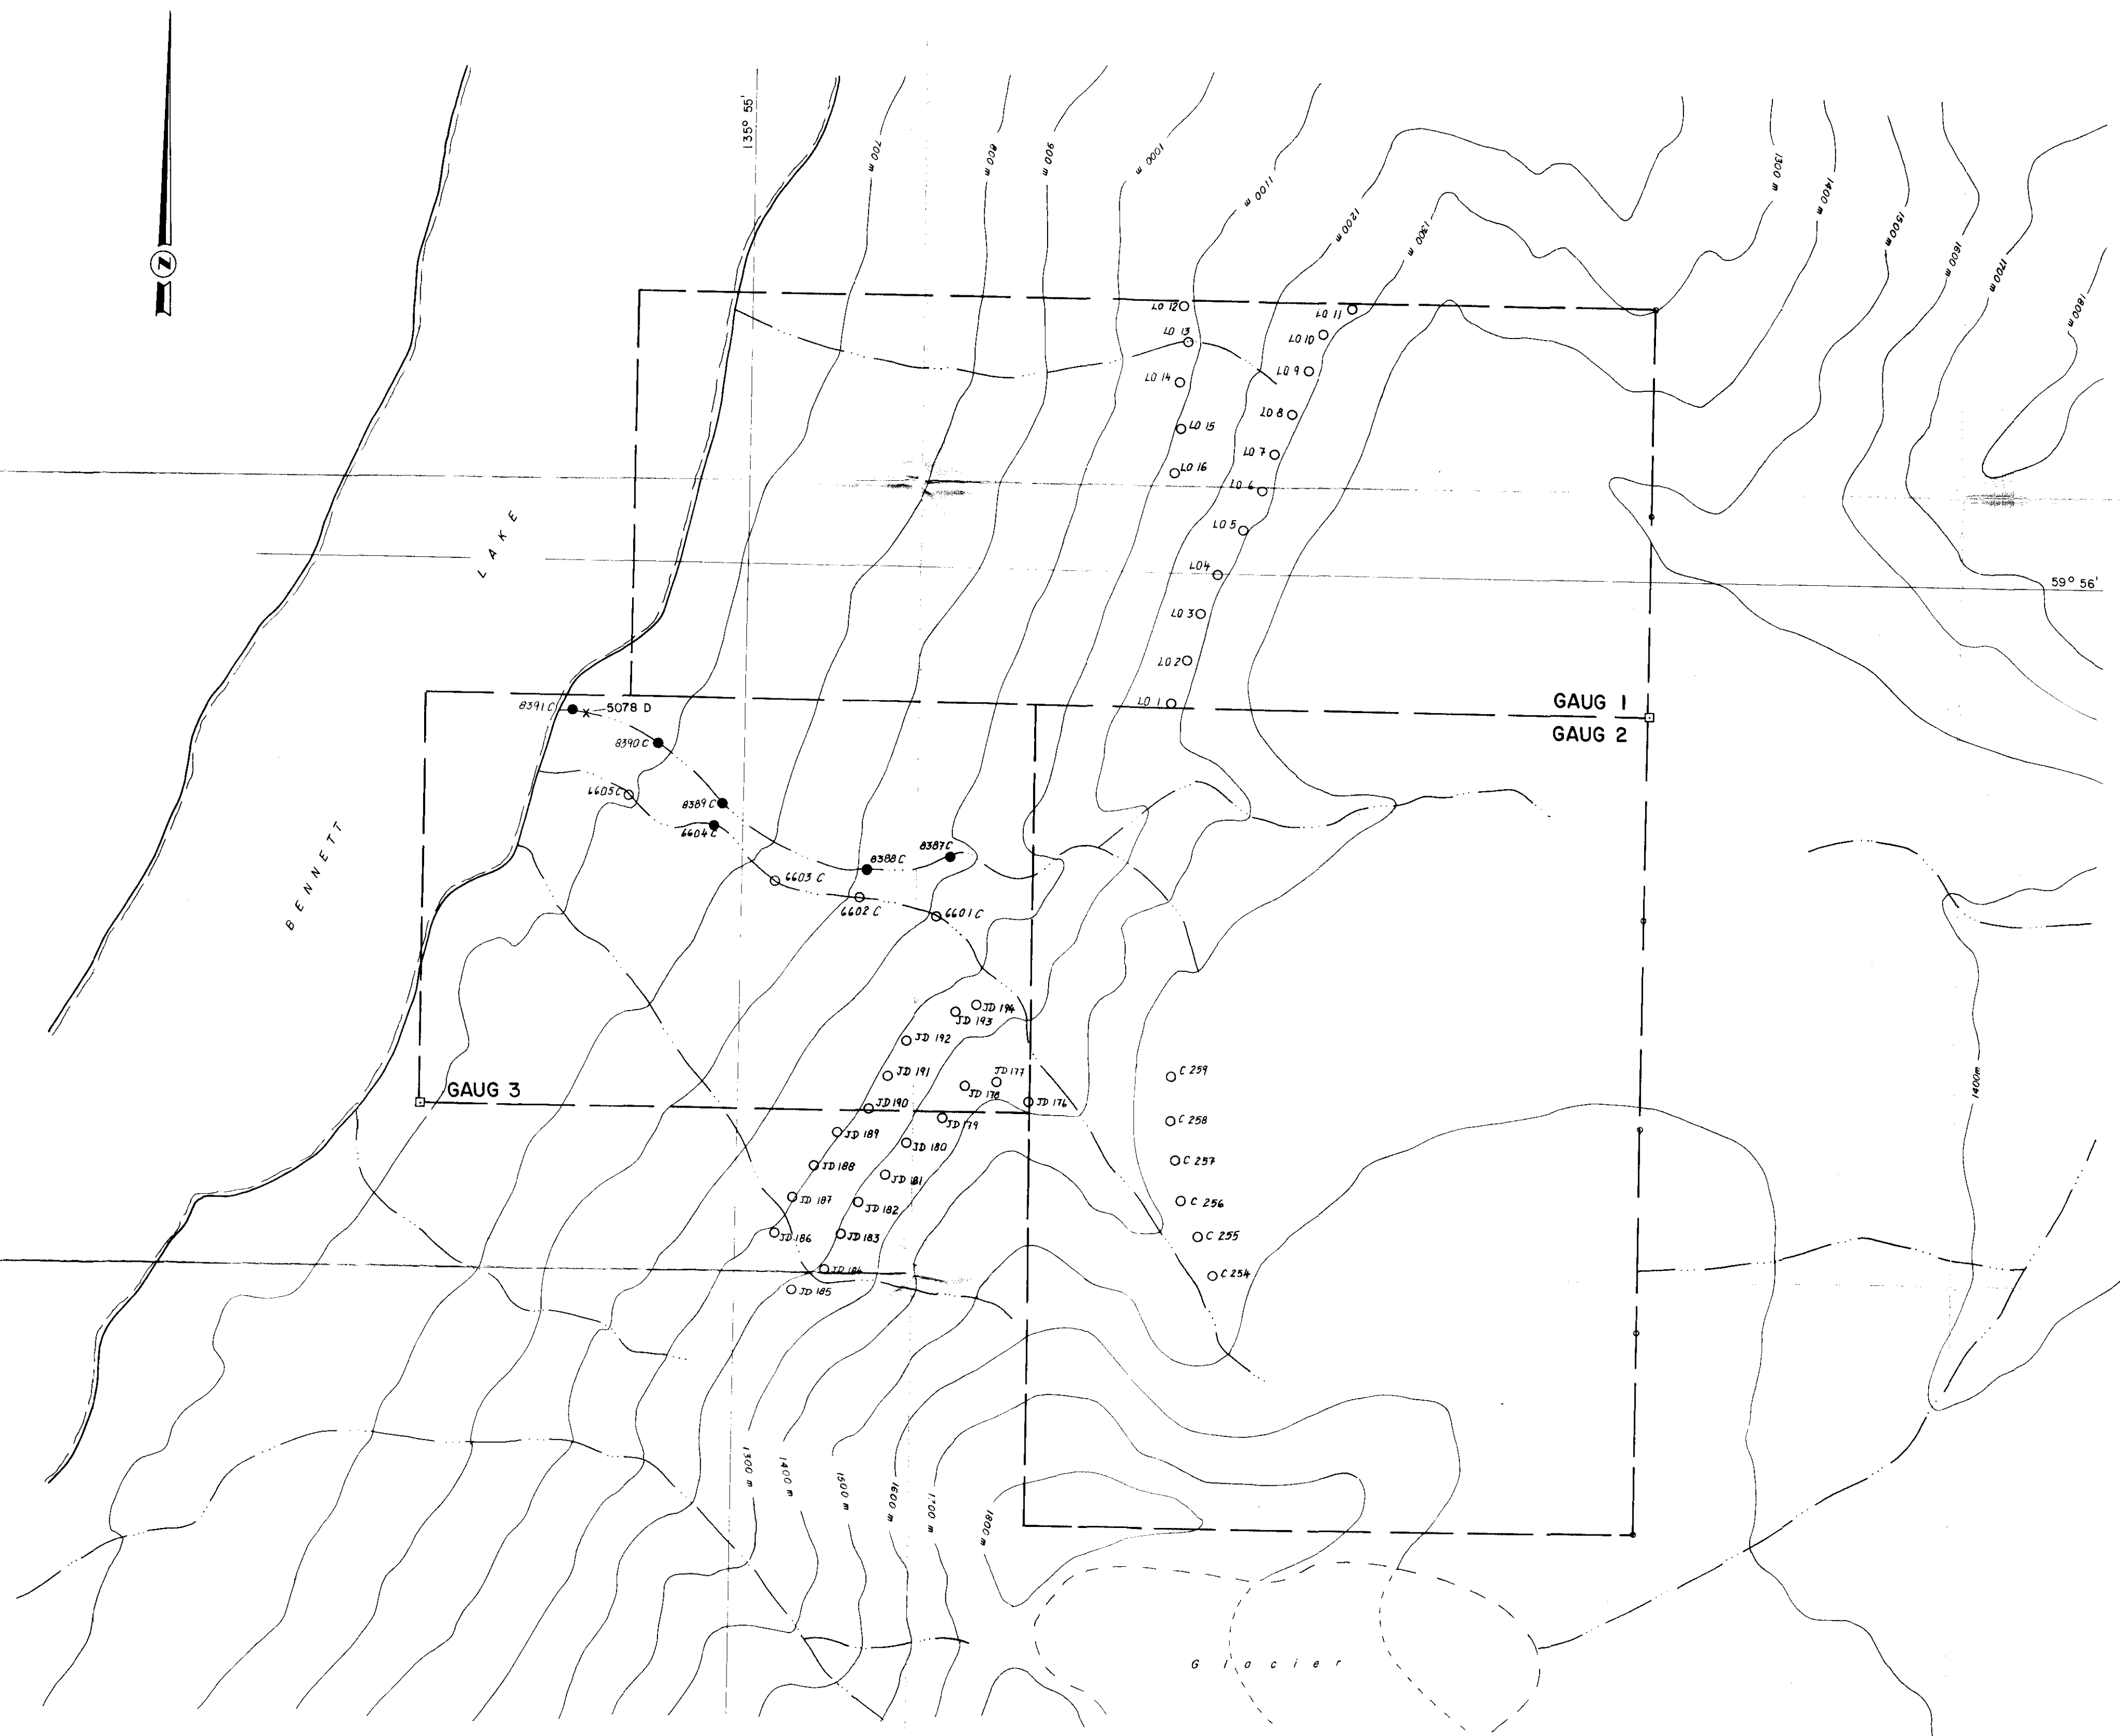 N
135° 55'
700 m
800 m
900 m
1000 m
1100 m
1200 m
1300 m
1300 m
1400 m
1500 m
1600 m
1700 m
1800 m
LO 12
LO 11
LO 13
LO 10
LO 14
LO 9
LO 8
LO 15
LO 7
LO 16
LO 6
LO 5
LO 4
LO 3
LO 2
LO 1
LAKE
BENNETT
59° 56'
GAUG 1
GAUG 2
8391 C
5078 D
8390 C
6605 C
8389 C
6604 C
8387 C
8388 C
6603 C
6602 C
6601 C
JD 194
JD 193
JD 192
JD 191
JD 177
JD 178
JD 190
JD 176
JD 179
GAUG 3
JD 189
JD 180
JD 188
JD 181
JD 187
JD 182
JD 186
JD 183
JD 184
JD 185
C 259
C 258
C 257
C 256
C 255
C 254
1400 m
1300 m
1400 m
1500 m
1600 m
1700 m
1800 m
Glacier